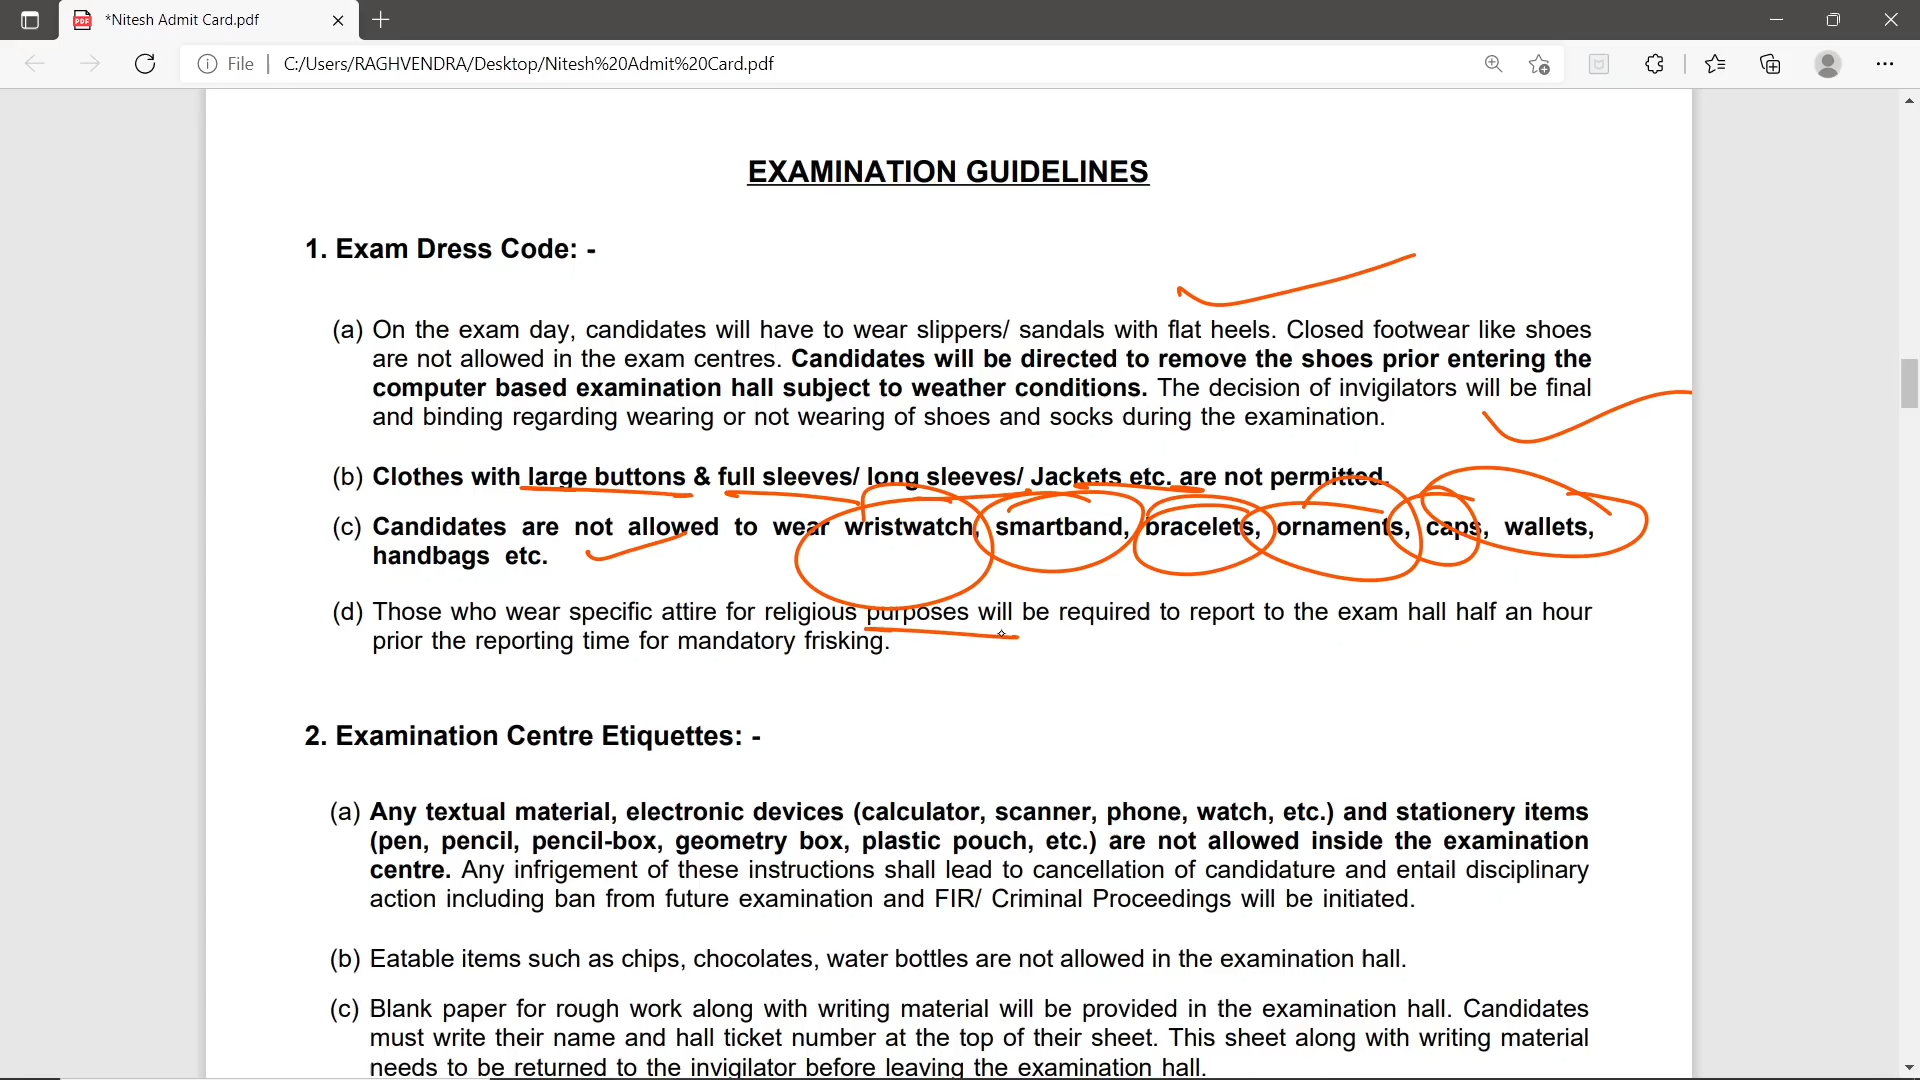 *Nitesh Admit Card.pdf
File
C:/Users/RAGHVENDRA/Desktop/Nitesh%20Admit%20Card.pdf
EXAMINATION GUIDELINES
1. Exam Dress Code: -
(a) On the exam day, candidates will have to wear slippers/ sandals with flat heels. Closed footwear like shoes
are not allowed in the exam centres. Candidates will be directed to remove the shoes prior entering the
computer based examination hall subject to weather conditions. The decision of invigilators will be final
and binding regarding wearing or not wearing of shoes and socks during the examination.
(b) Clothes with large buttons & full sleeves/ long sleeves/ Jackets etc. are not permitted.
(c) Candidates are not allowed to wear wristwatch, smartband, bracelets, ornaments, caps, wallets,
handbags etc.
(d) Those who wear specific attire for religious purposes will be required to report to the exam hall half an hour
prior the reporting time for mandatory frisking.
2. Examination Centre Etiquettes: -
(a) Any textual material, electronic devices (calculator, scanner, phone, watch, etc.) and stationery items
(pen, pencil, pencil-box, geometry box, plastic pouch, etc.) are not allowed inside the examination
centre. Any infrigement of these instructions shall lead to cancellation of candidature and entail disciplinary
action including ban from future examination and FIR/ Criminal Proceedings will be initiated.
(b) Eatable items such as chips, chocolates, water bottles are not allowed in the examination hall.
(c) Blank paper for rough work along with writing material will be provided in the examination hall. Candidates
must write their name and hall ticket number at the top of their sheet. This sheet along with writing material
needs to be returned to the invigilator before leaving the examination hall.